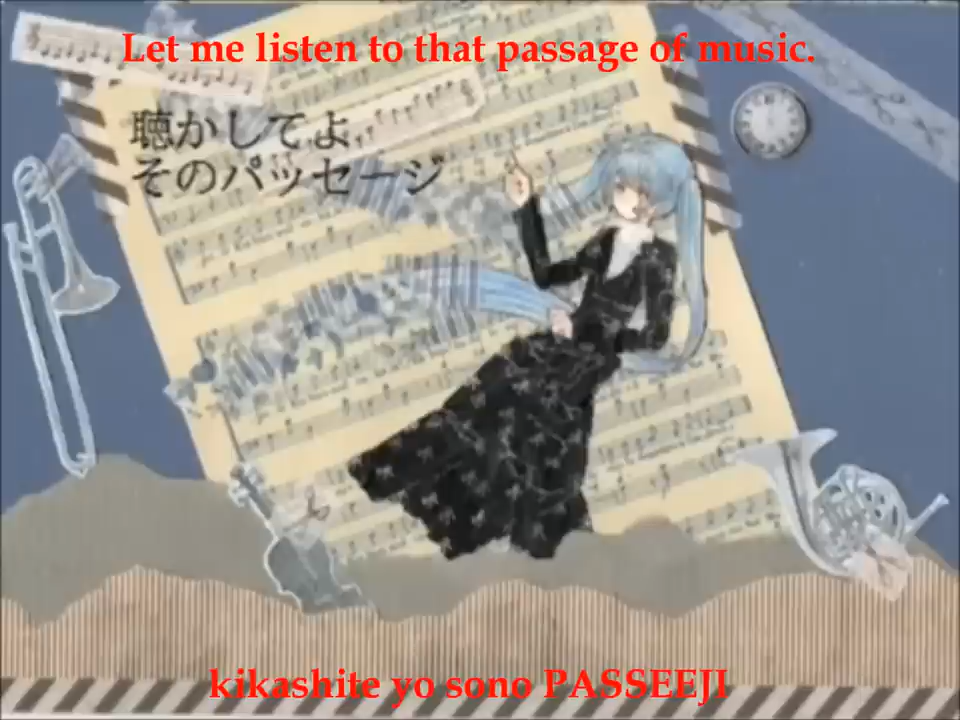 Let me listen to that passage of music.
聴かしてよ
そのパッセージ
kikashite yo sono PASSEEJI